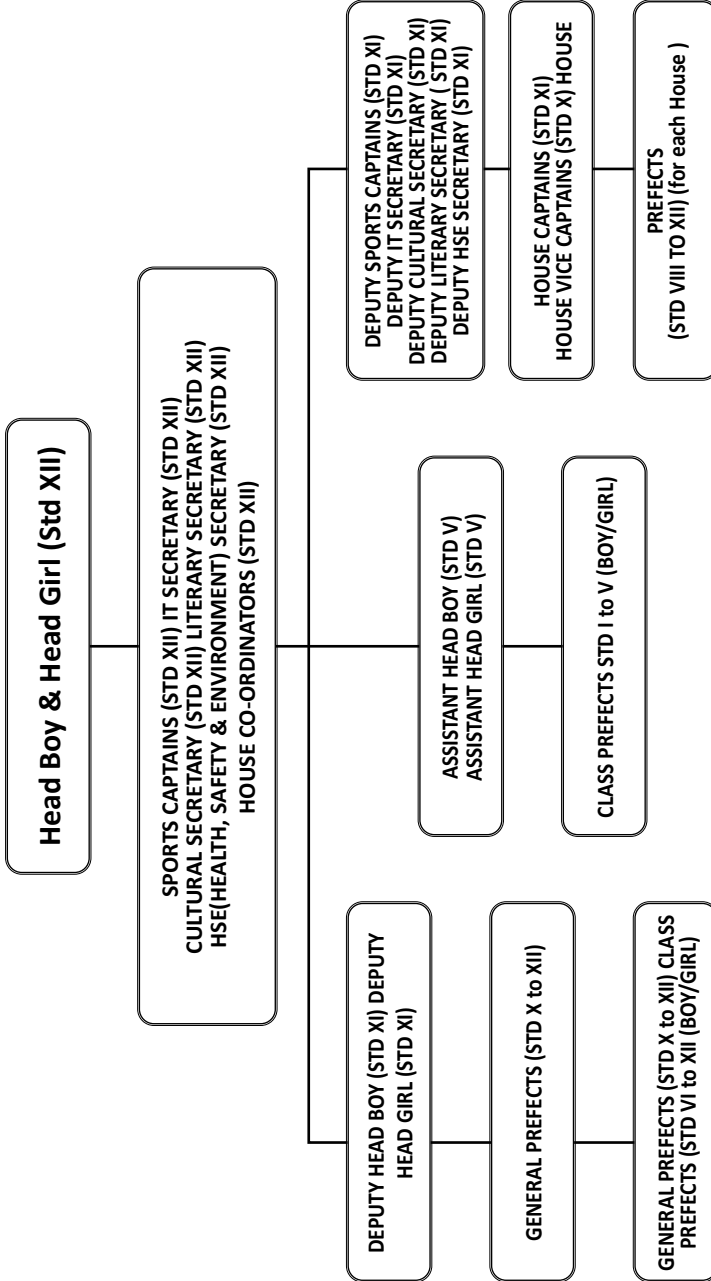 Head Boy & Head Girl (Std XII)
SPORTS CAPTAINS (STD XII) IT SECRETARY (STD XII)
CULTURAL SECRETARY (STD XII) LITERARY SECRETARY (STD XII)
HSE(HEALTH, SAFETY & ENVIRONMENT) SECRETARY (STD XII)
HOUSE CO-ORDINATORS (STD XII)
DEPUTY HEAD BOY (STD XI) DEPUTY
HEAD GIRL (STD XI)
GENERAL PREFECTS (STD X to XII)
GENERAL PREFECTS (STD X to XII) CLASS
PREFECTS (STD VI to XII (BOY/GIRL)
ASSISTANT HEAD BOY (STD V)
ASSISTANT HEAD GIRL (STD V)
CLASS PREFECTS STD I to V (BOY/GIRL)
DEPUTY SPORTS CAPTAINS (STD XI)
DEPUTY IT SECRETARY (STD XI)
DEPUTY CULTURAL SECRETARY (STD XI)
DEPUTY LITERARY SECRETARY ( STD XI)
DEPUTY HSE SECRETARY (STD XI)
HOUSE CAPTAINS (STD XI)
HOUSE VICE CAPTAINS (STD X) HOUSE
PREFECTS
(STD VIII TO XII) (for each House )